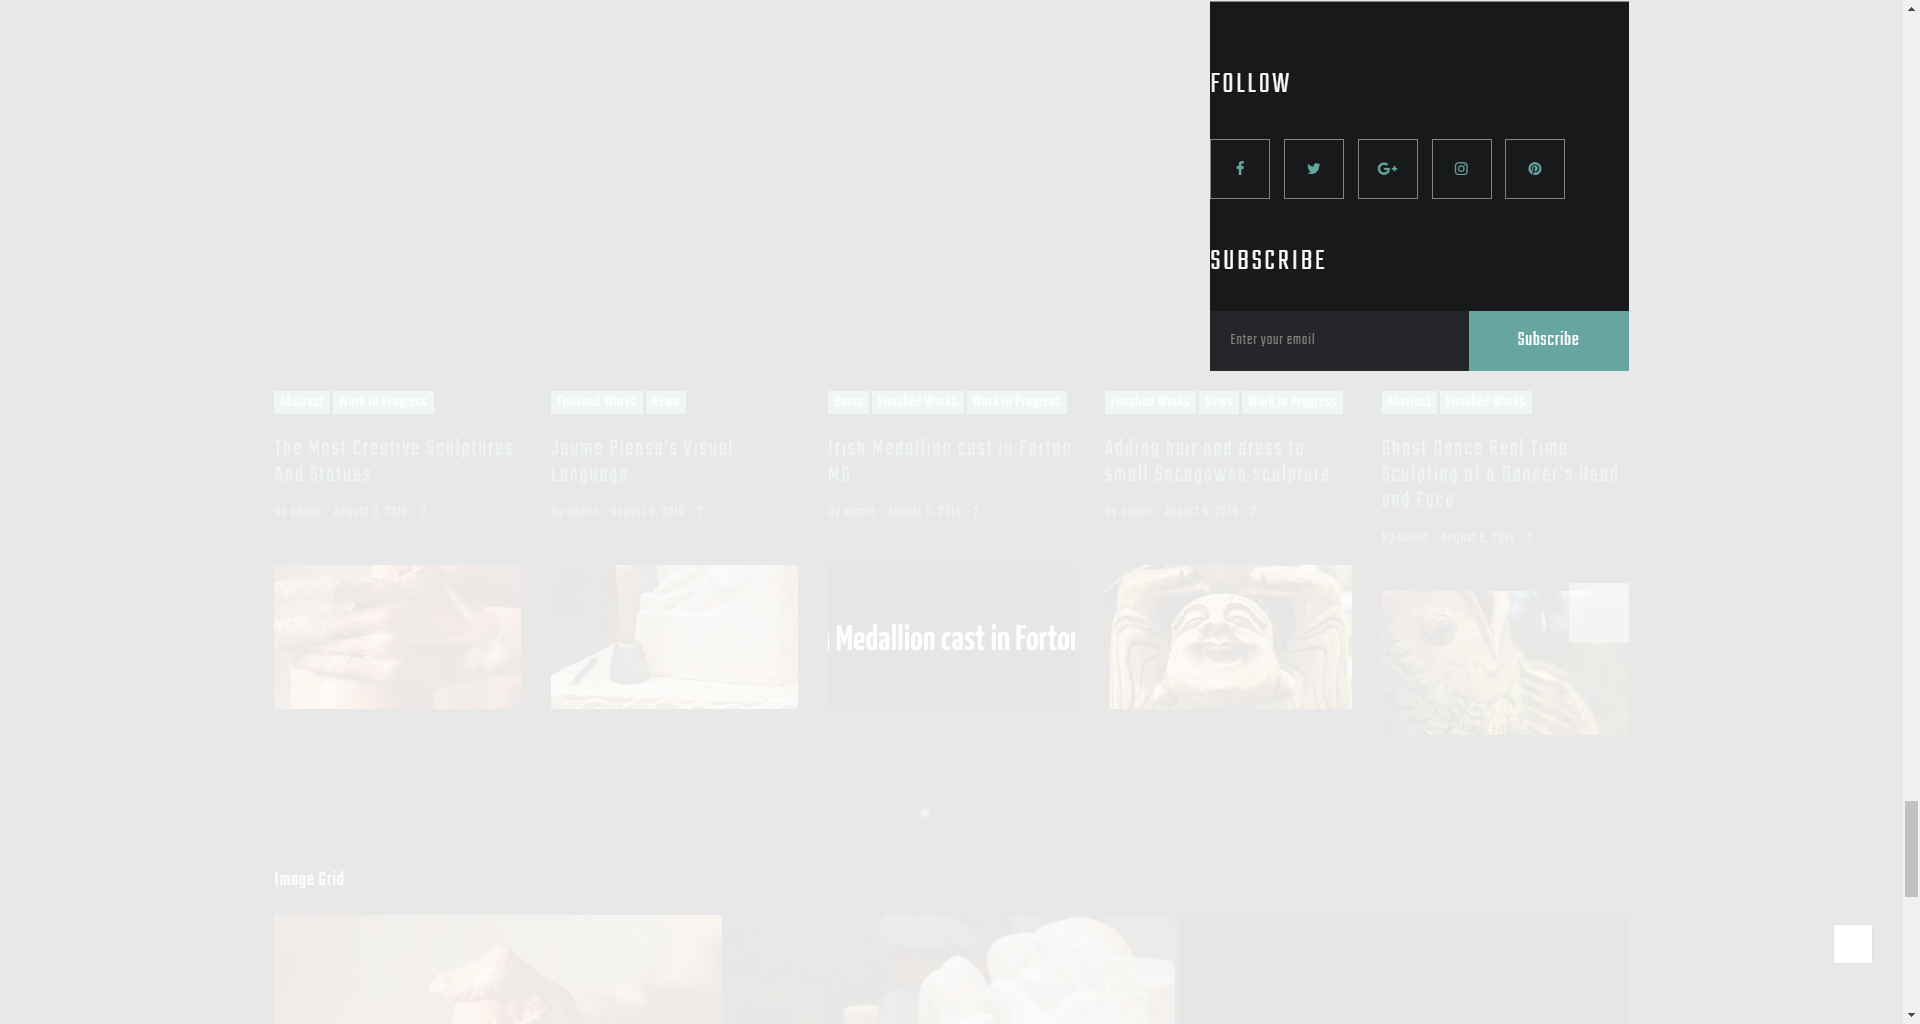 FOLLOW
SUBSCRIBE
Enter your email
Subscribe
Abstract Work in Progress
The Most Creative Sculptures
And Statues
By admin - August 9, 2016 - 3
Finished Works News
Jaume Plensa's Visual
Language
By admin - August 9, 2016 - 2
Busts Finished Works Work in Progress
Irish Medallion cast in Forton
MG
By admin - August 9, 2016 - 2
Finished Works News Work in Progress
Adding hair and dress to
small Sacagawea sculpture
By admin - August 9, 2016 - 2
Abstract Finished Works
Ghost Dance Real Time
Sculpting of a Dancer's Head
and Face
By admin - August 9, 2016 - 2
Medallion cast in Forton
Image Grid